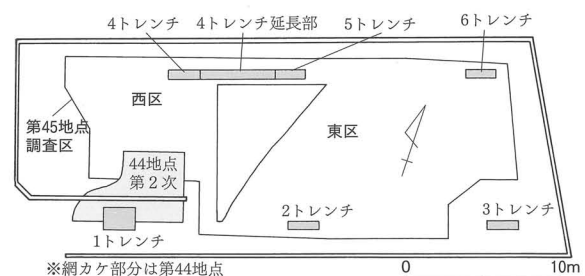 4トレンチ 4トレンチ延長部 5トレンチ 6トレンチ
西区
第45地点
調査区
東区
44地点
第2次
2トレンチ 3トレンチ
1トレンチ
※網カケ部分は第44地点 0 10m